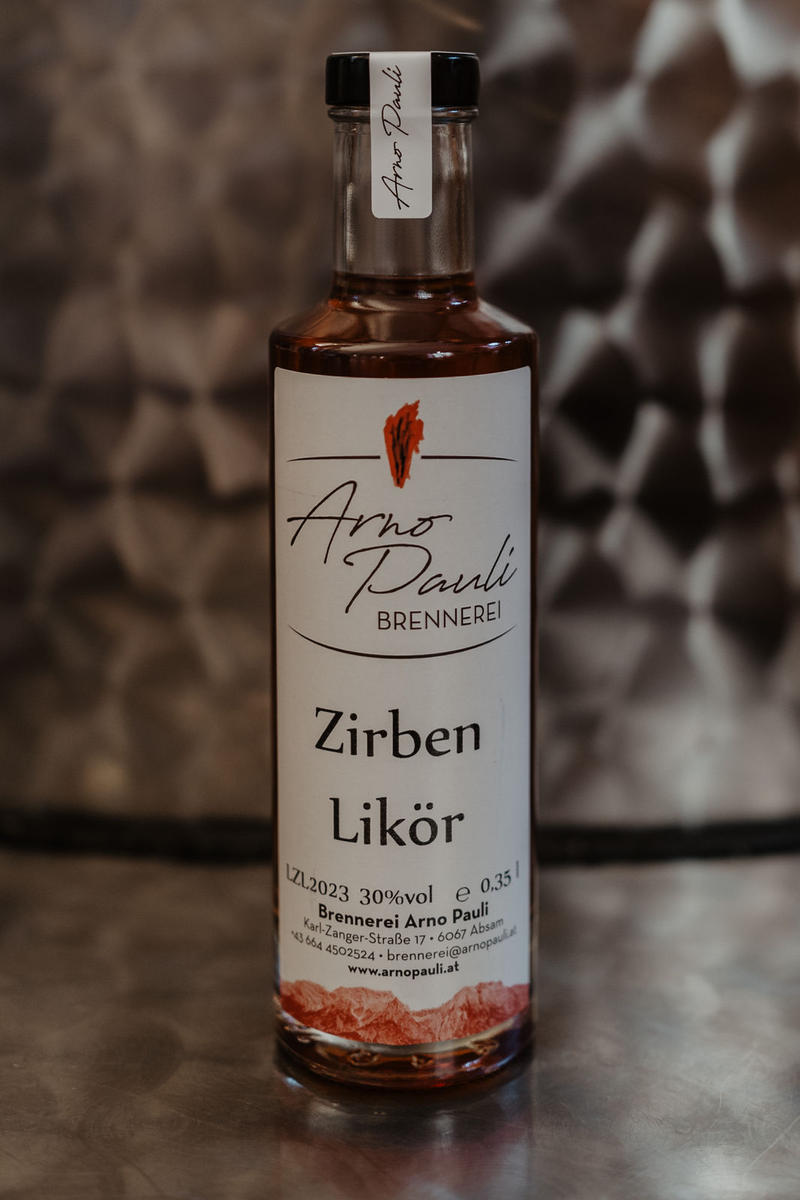 Arno Pauli
Arno
Pauli
BRENNEREI
Zirben
Likör
LZL2023 30%vol e 0,35 l
Brennerei Arno Pauli
Karl-Zanger-Straße 17 • 6067 Absam
+43 664 4502524 • brennerei@arnopauli.at
www.arnopauli.at